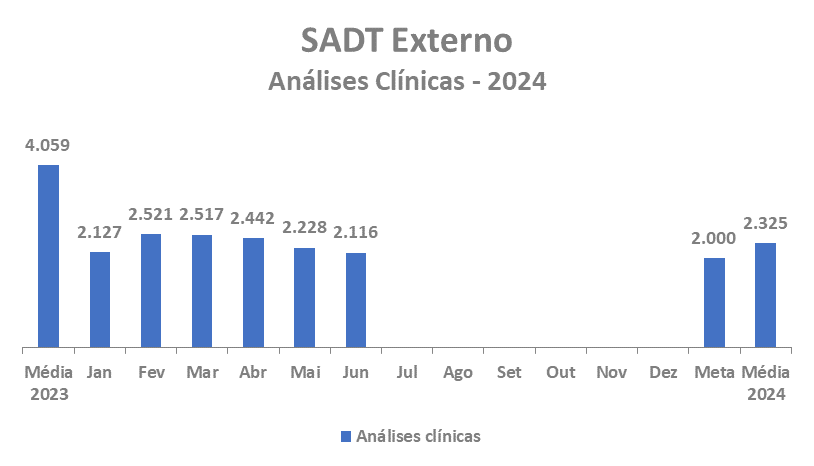 SADT Externo
Análises Clínicas - 2024
4.059
2.127
2.521
2.517
2.442
2.228
2.116
2.000
2.325
Média 2023
Jan
Fev
Mar
Abr
Mai
Jun
Jul
Ago
Set
Out
Nov
Dez
Meta
Média 2024
Análises clínicas